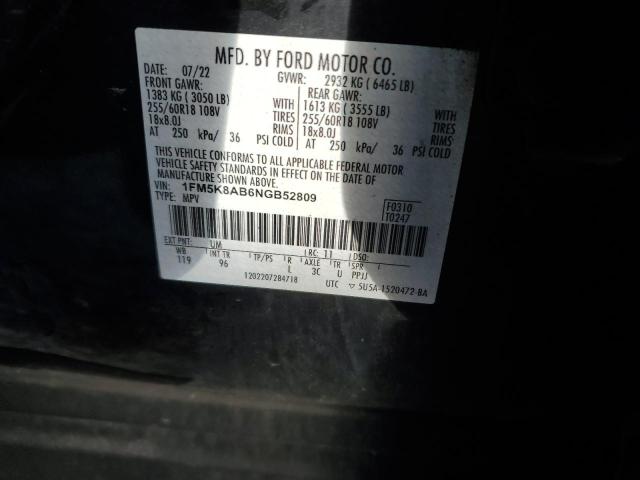 MFD. BY FORD MOTOR CO.
DATE: 07/22 GVWR: 2932 KG ( 6465 LB)
FRONT GAWR: REAR GAWR:
1383 KG ( 3050 LB) WITH 1613 KG ( 3555 LB) WITH
255/60R18 108V TIRES 255/60R18 108V TIRES
18x8.0J RIMS 18x8.0J RIMS
AT 250 kPa/ 36 PSI COLD AT 250 kPa/ 36 PSI COLD
THIS VEHICLE CONFORMS TO ALL APPLICABLE FEDERAL MOTOR
VEHICLE SAFETY STANDARDS IN EFFECT ON THE DATE OF
MANUFACTURE SHOWN ABOVE.
VIN: 1FM5K8AB6NGB52809
TYPE: MPV F0310
T0247
EXT PNT: UM RC: 11 DSO:
WB INT TR TP/PS R AXLE TR SPR
119 96 L 3C U PPJJ
1202207284718 UTC ▽ 5U5A-1520472-BA